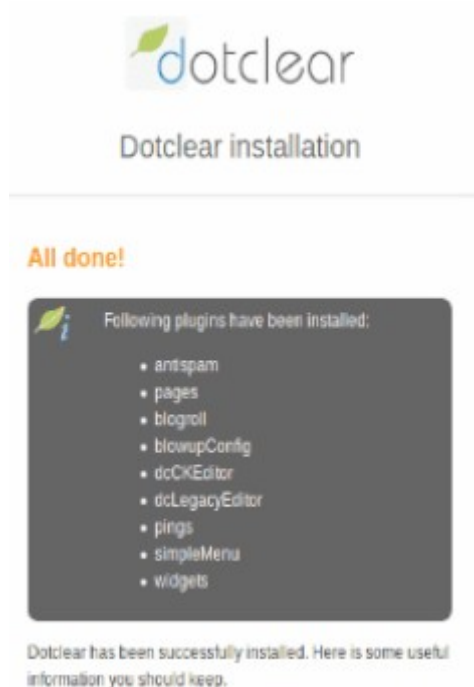 dotclear
Dotclear installation
All done!
Following plugins have been installed:
• antispam
• pages
• blogroll
• blowupConfig
• dcCKEditor
• dcLegacyEditor
• pings
• simpleMenu
• widgets
Dotclear has been successfully installed. Here is some useful
information you should keep.